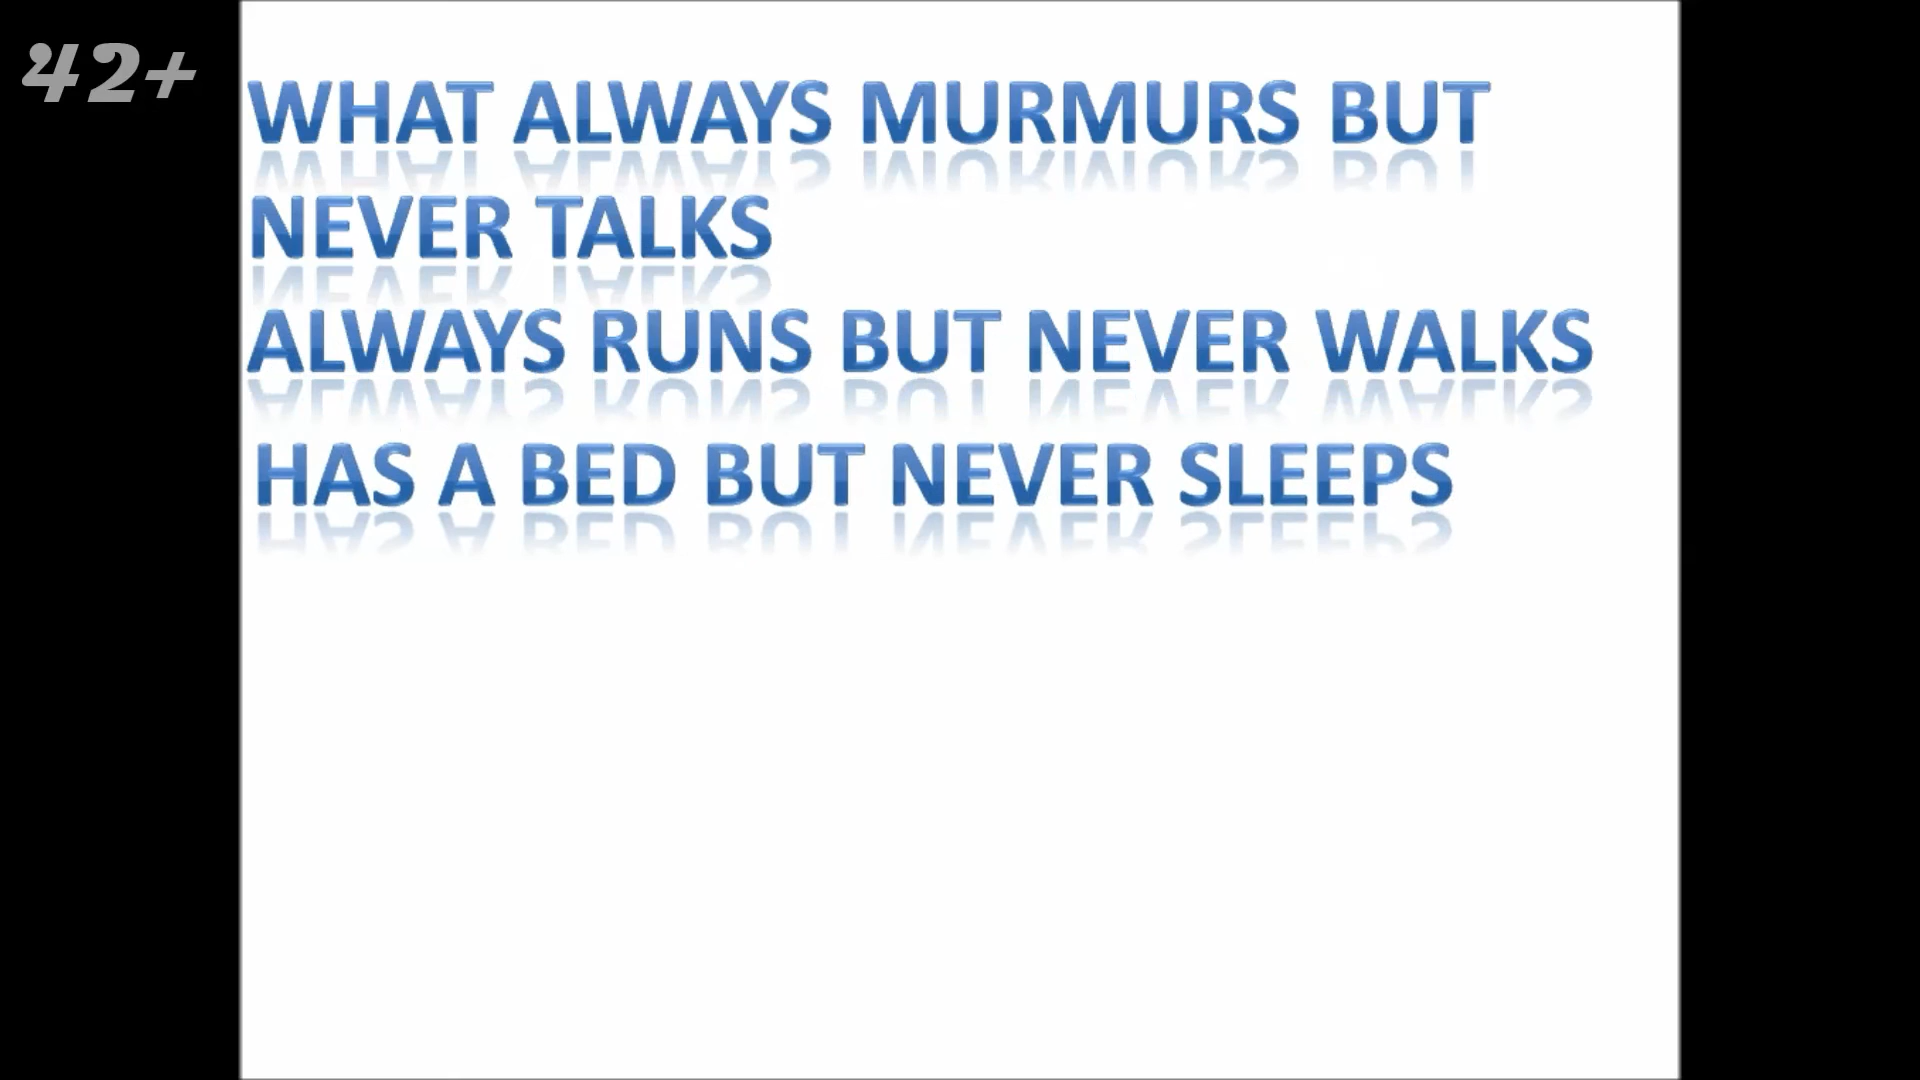 42+
WHAT ALWAYS MURMURS BUT
NEVER TALKS
ALWAYS RUNS BUT NEVER WALKS
HAS A BED BUT NEVER SLEEPS